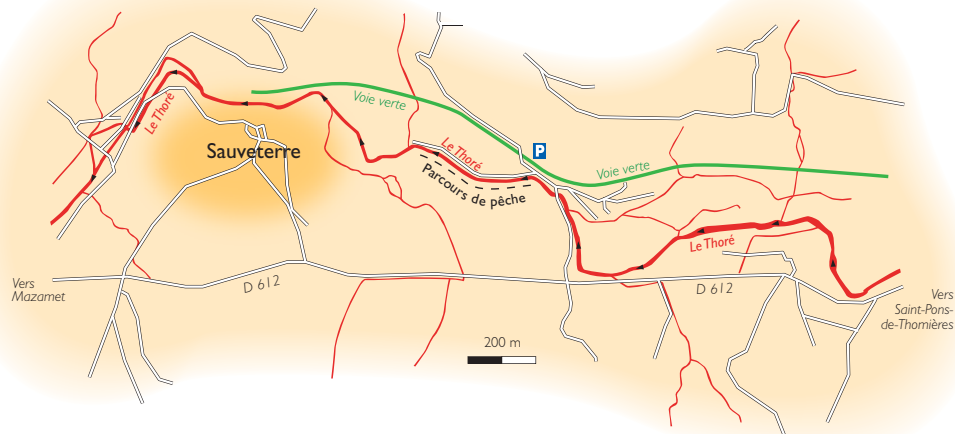 Le Thoré
Voie verte
Sauveterre
Le Thoré
P
Parcours de pêche
Voie verte
Le Thoré
Vers
Mazamet
D 612
D 612
Vers
Saint-Pons-
de-Thomières
200 m